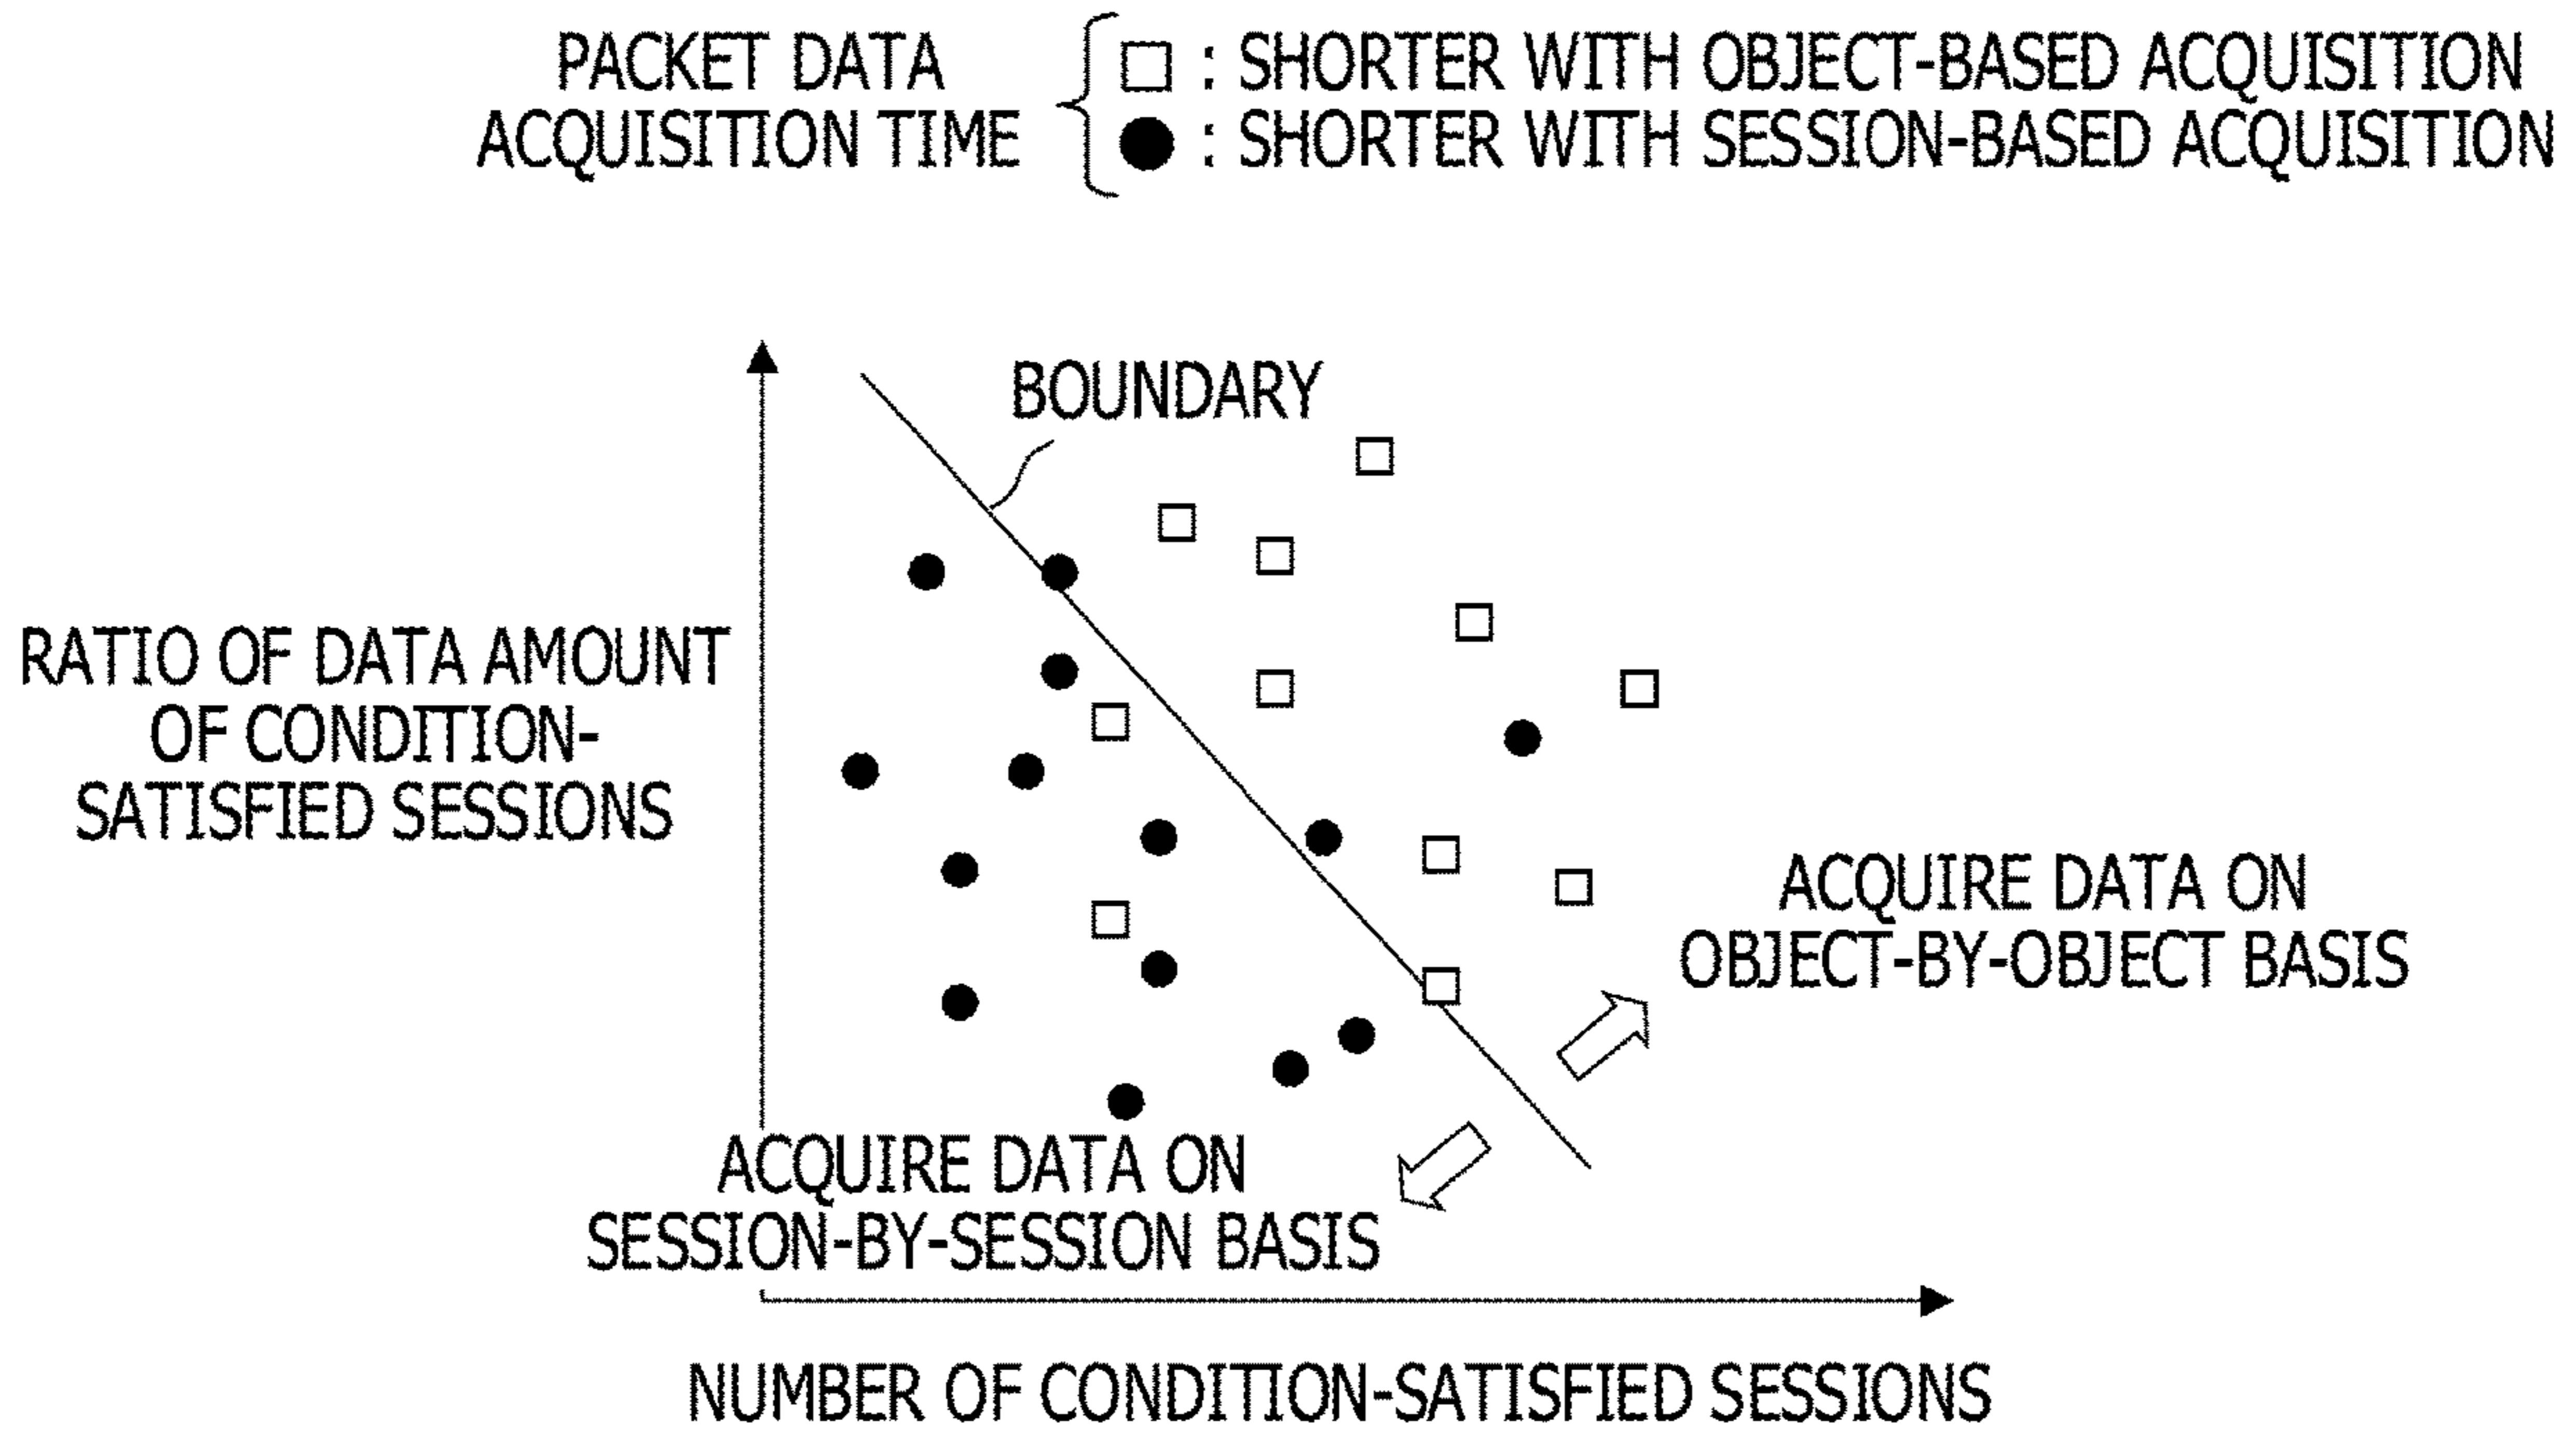 PACKET DATA
ACQUISITION TIME
□ : SHORTER WITH OBJECT-BASED ACQUISITION
● : SHORTER WITH SESSION-BASED ACQUISITION
BOUNDARY
RATIO OF DATA AMOUNT
OF CONDITION-
SATISFIED SESSIONS
ACQUIRE DATA ON
OBJECT-BY-OBJECT BASIS
ACQUIRE DATA ON
SESSION-BY-SESSION BASIS
NUMBER OF CONDITION-SATISFIED SESSIONS